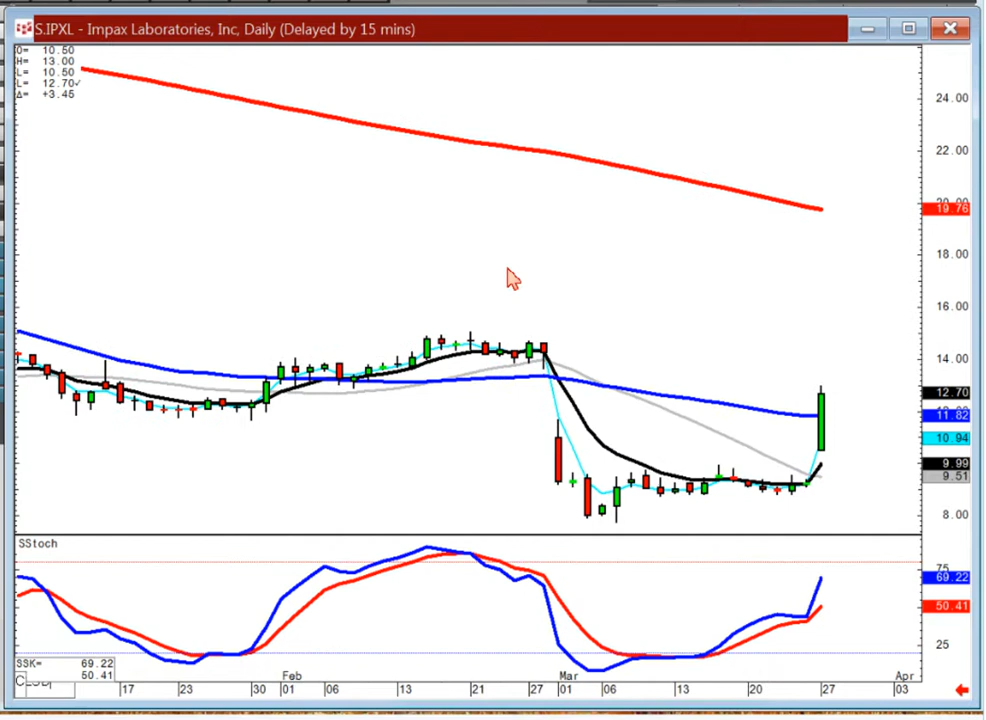 S.IPXL - Impax Laboratories, Inc, Daily (Delayed by 15 mins)
O= 10.50
H= 13.00
L= 10.50
L= 12.70✓
Δ= +3.45
24.00
22.00
19.76
18.00
16.00
14.00
12.70
11.82
10.94
9.99
9.51
8.00
SStoch
75
69.22
50.41
25
SSK= 69.22
50.41
Feb
Mar
Apr
17
23
30
01
06
13
21
27
01
06
13
20
27
03